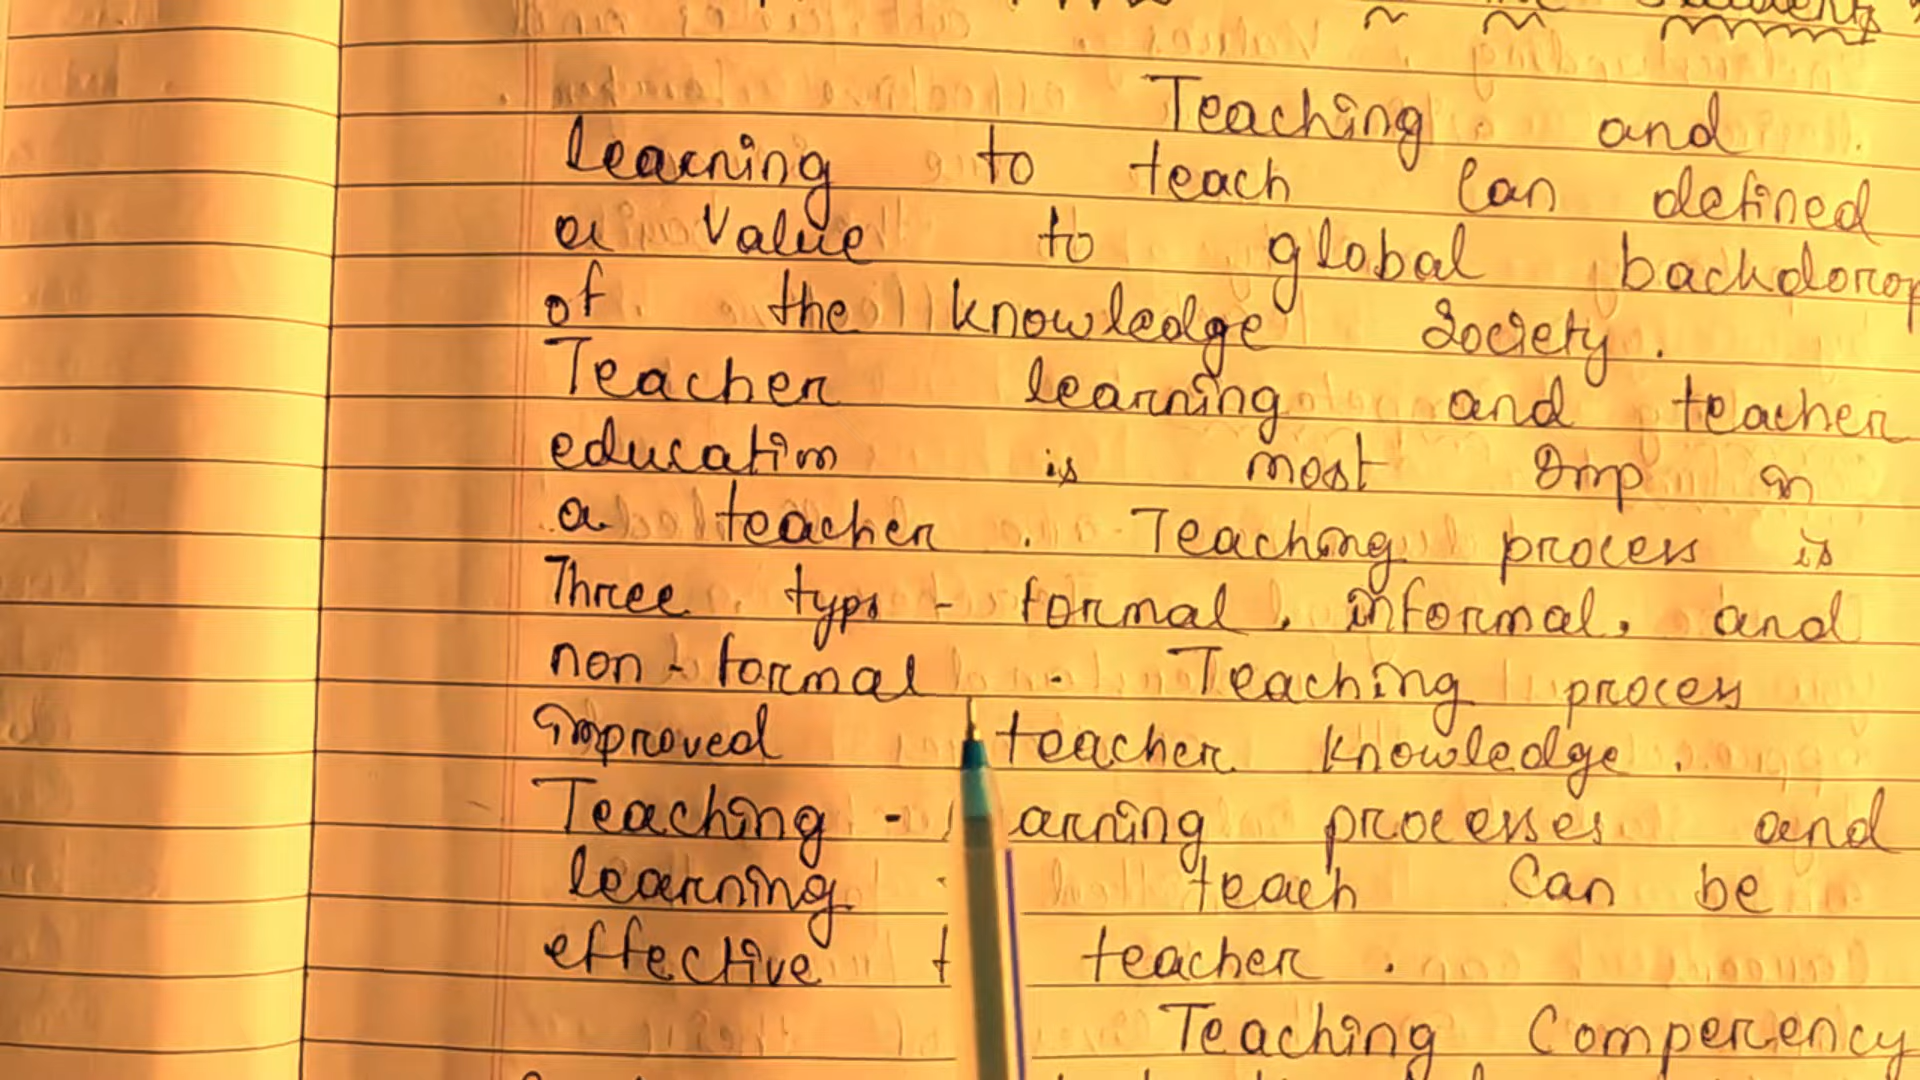 Students
Teaching and
learning to teach can defined
a value to global backdorop
of the knowledge Society.
Teacher learning and teacher
education is most Imp in
a teacher. Teaching process is
Three typs - formal, informal, and
non-formal. Teaching process
improved teacher knowledge.
Teaching - arning processes and
learning teach Can be
effective t teacher.
Teaching Comperency